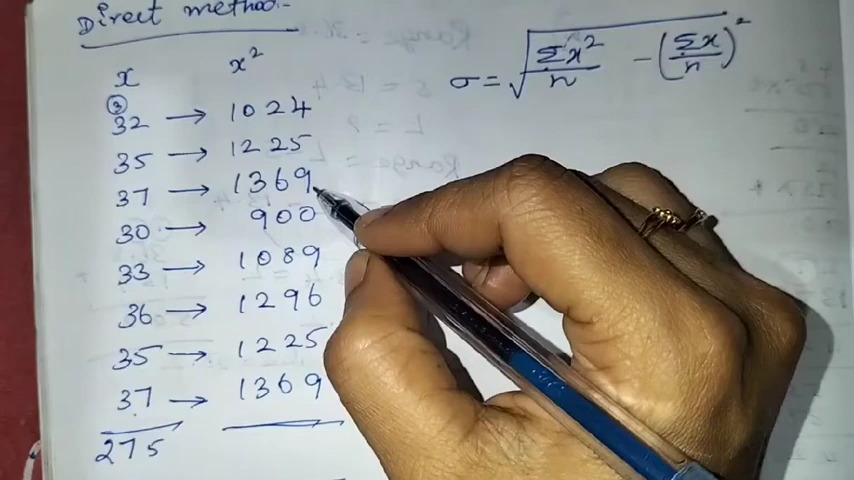 Direct method:-
x x²
③
32 → 1024
35 → 1225
37 → 1369
30 → 900
33 → 1089
36 → 1296
35 → 1225
37 → 1369
275
σ = √(Σx²/n - (Σx/n)²)